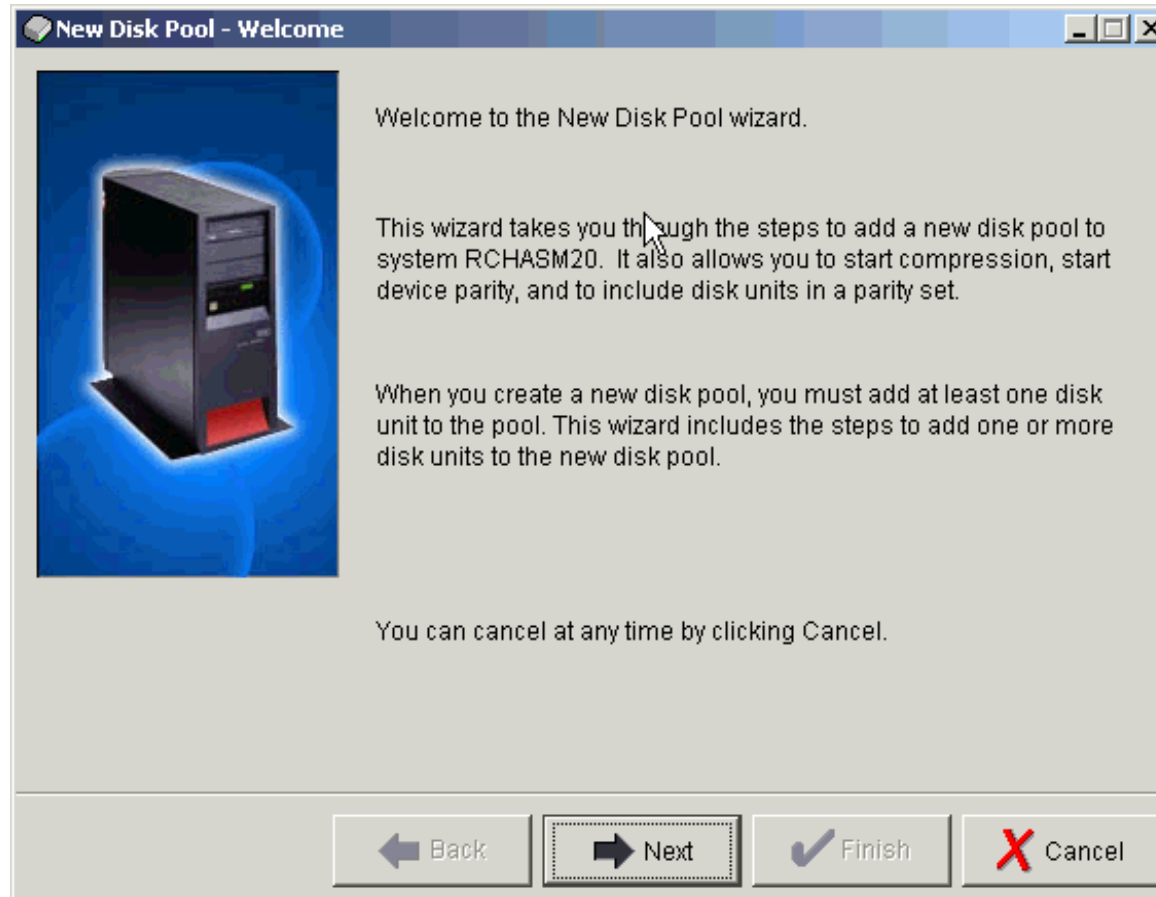 New Disk Pool - Welcome
Welcome to the New Disk Pool wizard.
This wizard takes you through the steps to add a new disk pool to
system RCHASM20.  It also allows you to start compression, start
device parity, and to include disk units in a parity set.
When you create a new disk pool, you must add at least one disk
unit to the pool. This wizard includes the steps to add one or more
disk units to the new disk pool.
You can cancel at any time by clicking Cancel.
Back
Next
Finish
Cancel